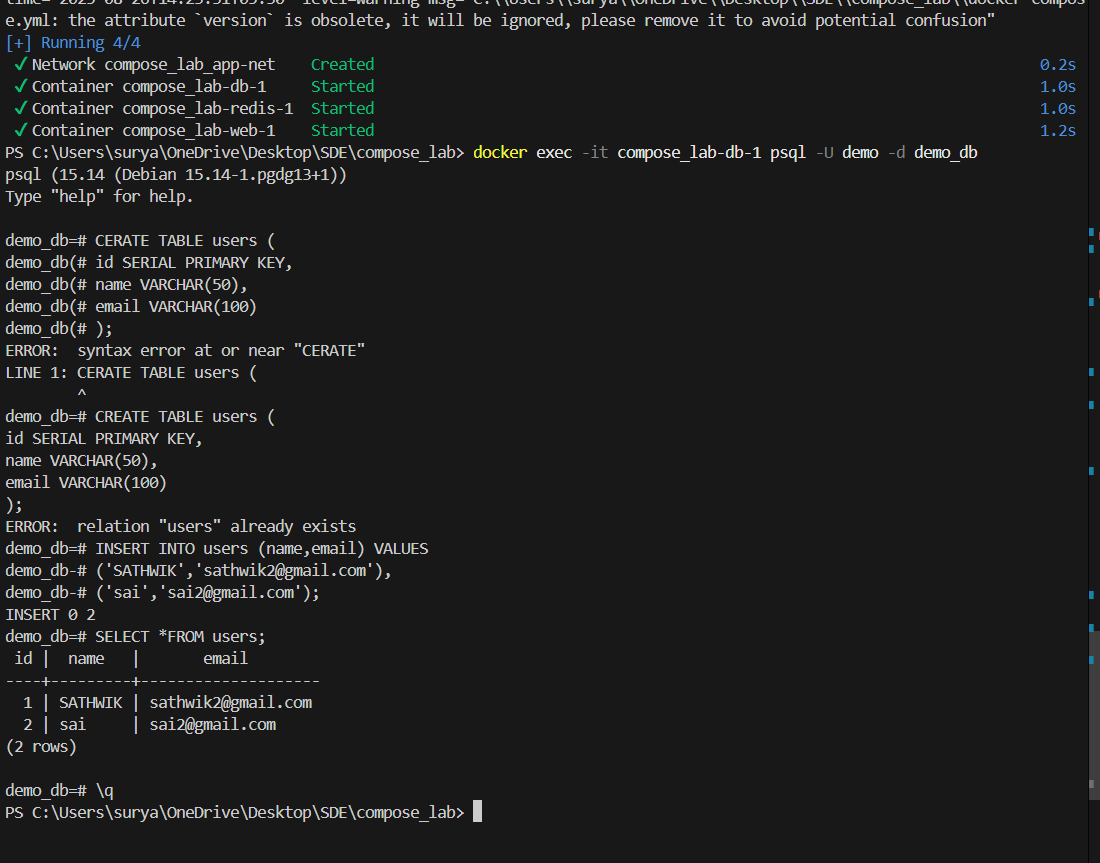 e.yml: the attribute `version` is obsolete, it will be ignored, please remove it to avoid potential confusion"
[+] Running 4/4
✓ Network compose_lab_app-net Created 0.2s
✓ Container compose_lab-db-1 Started 1.0s
✓ Container compose_lab-redis-1 Started 1.0s
✓ Container compose_lab-web-1 Started 1.2s
PS C:\Users\surya\OneDrive\Desktop\SDE\compose_lab> docker exec -it compose_lab-db-1 psql -U demo -d demo_db
psql (15.14 (Debian 15.14-1.pgdg13+1))
Type "help" for help.
demo_db=# CERATE TABLE users (
demo_db(# id SERIAL PRIMARY KEY,
demo_db(# name VARCHAR(50),
demo_db(# email VARCHAR(100)
demo_db(# );
ERROR:  syntax error at or near "CERATE"
LINE 1: CERATE TABLE users (
^
demo_db=# CREATE TABLE users (
id SERIAL PRIMARY KEY,
name VARCHAR(50),
email VARCHAR(100)
);
ERROR:  relation "users" already exists
demo_db=# INSERT INTO users (name,email) VALUES
demo_db-# ('SATHWIK','sathwik2@gmail.com'),
demo_db-# ('sai','sai2@gmail.com');
INSERT 0 2
demo_db=# SELECT *FROM users;
id | name | email
----+---------+--------------------
1 | SATHWIK | sathwik2@gmail.com
2 | sai | sai2@gmail.com
(2 rows)
demo_db=# \q
PS C:\Users\surya\OneDrive\Desktop\SDE\compose_lab>